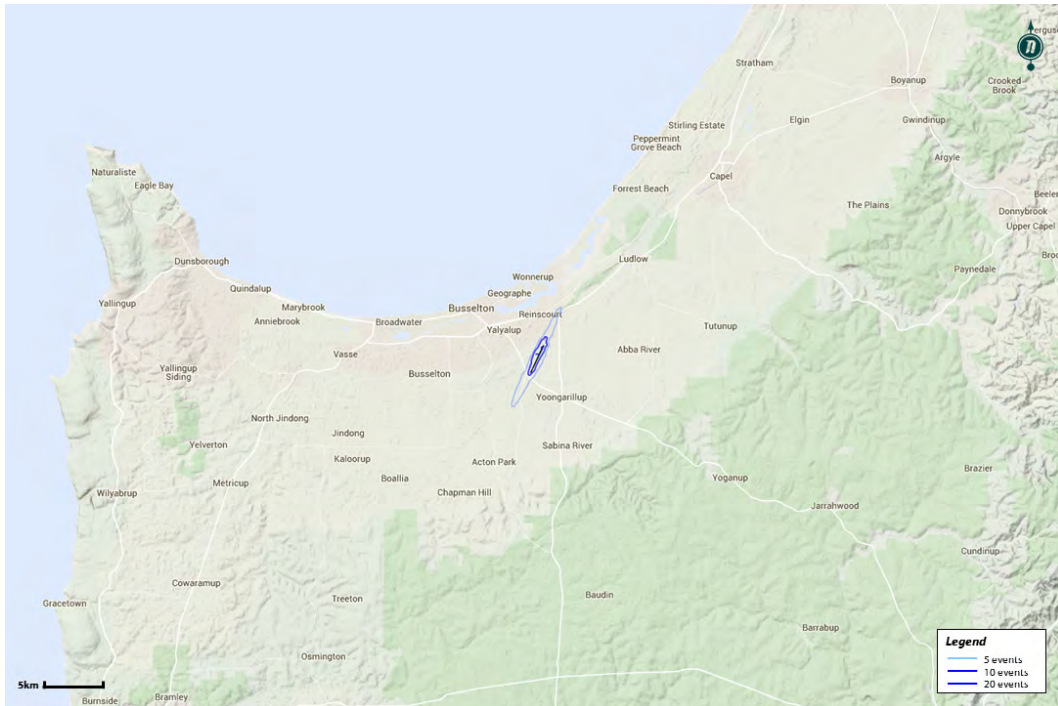 Fergus
Stratham
Boyanup
Crooked
Brook
Elgin
Gwindinup
Stirling Estate
Peppermint
Grove Beach
Argyle
Naturaliste
Capel
Eagle Bay
Forrest Beach
Beeler
The Plains
Donnybrook
Upper Capel
Dunsborough
Ludlow
Broo
Paynedale
Wonnerup
Quindalup
Geographe
Yallingup
Marybrook
Busselton
Reinscourt
Anniebrook
Broadwater
Yalyalup
Tutunup
Vasse
Abba River
Yallingup
Siding
Busselton
Yoongarillup
North Jindong
Jindong
Yelverton
Sabina River
Kaloorup
Acton Park
Brazier
Boallia
Yoganup
Metricup
Wilyabrup
Chapman Hill
Jarrahwood
Cundinup
Cowaramup
Baudin
Treeton
Gracetown
Barrabup
Legend
Osmington
5 events
10 events
20 events
5km
Bramley
Burnside